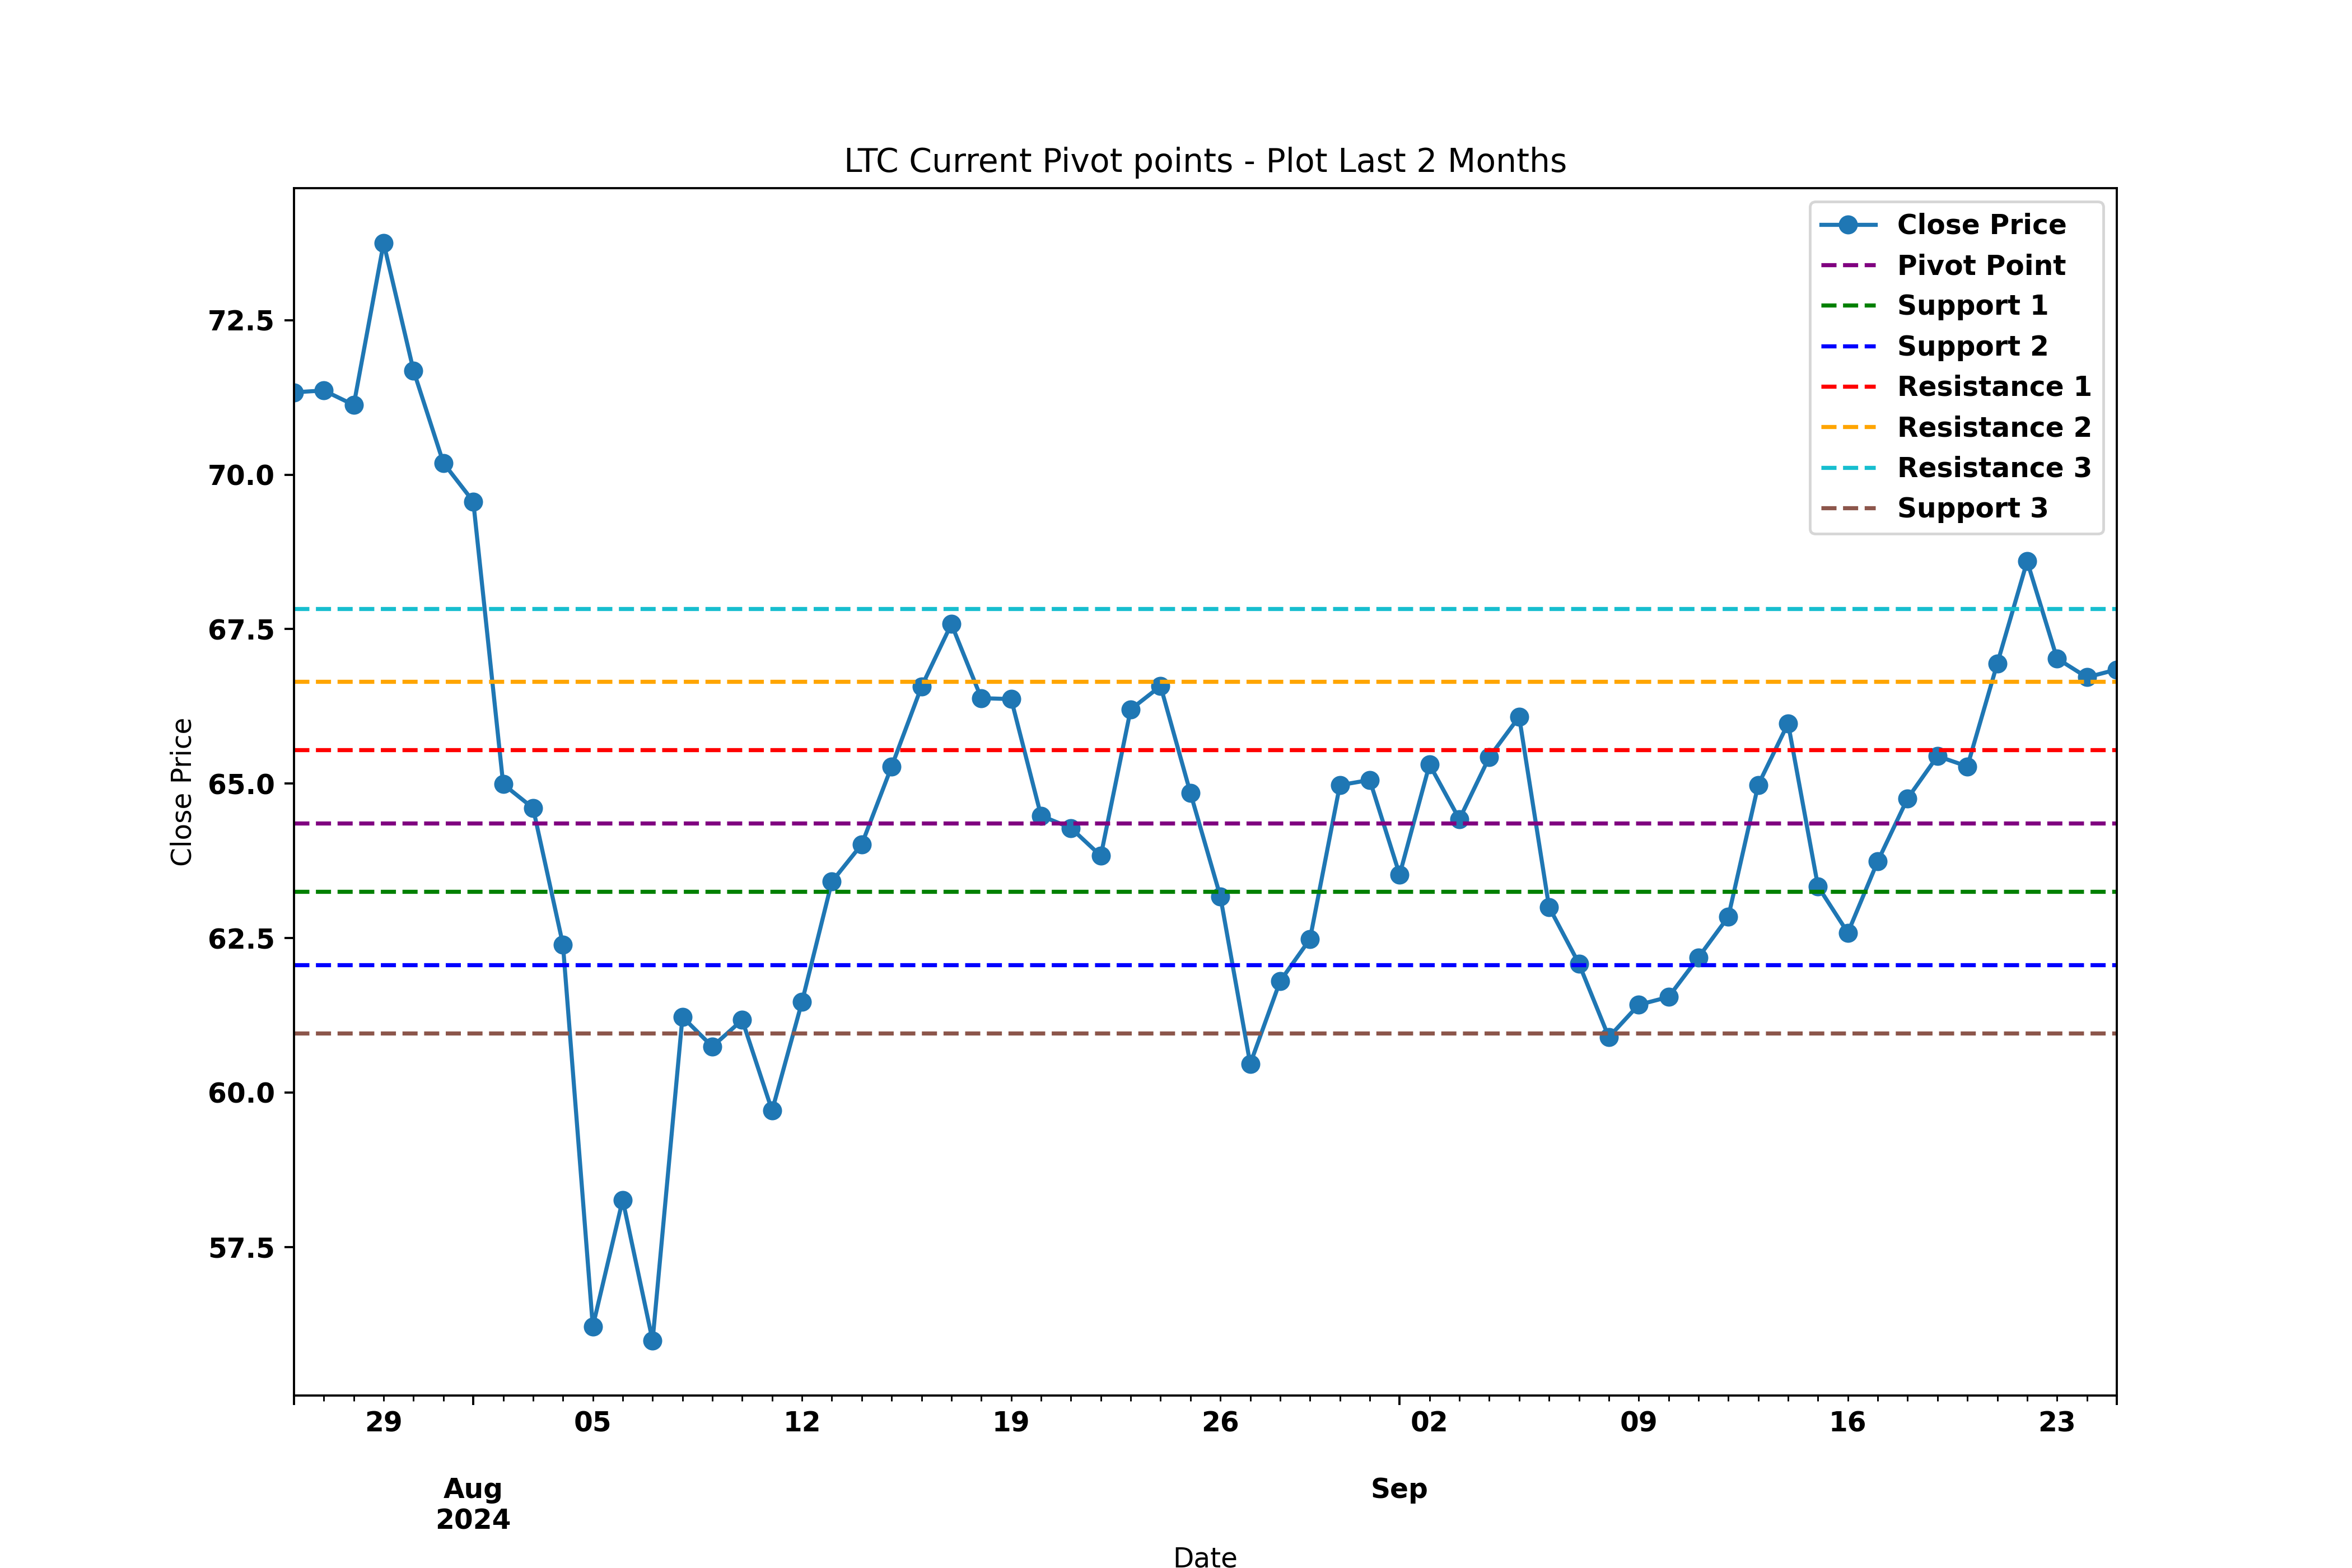 LTC Current Pivot points - Plot Last 2 Months
Close Price
Pivot Point
Support 1
Support 2
Resistance 1
Resistance 2
Resistance 3
Support 3
72.5
70.0
67.5
65.0
62.5
60.0
57.5
Close Price
29 05 12 19 26 02 09 16 23
Aug Sep
2024
Date